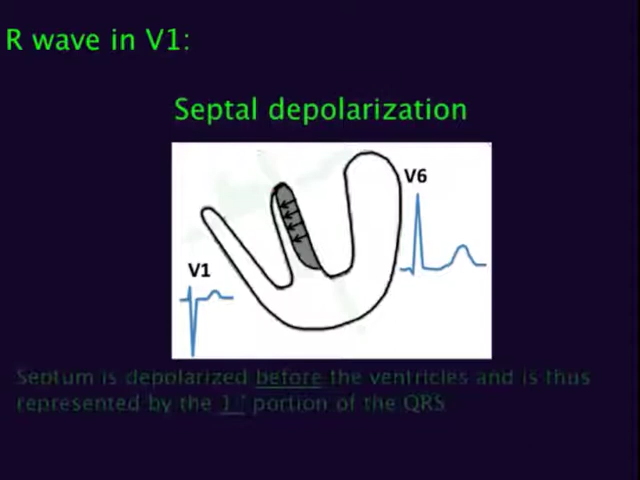 R wave in V1:
Septal depolarization
V6
V1
Septum is depolarized before the ventricles and is thus
represented by the 1st portion of the QRS